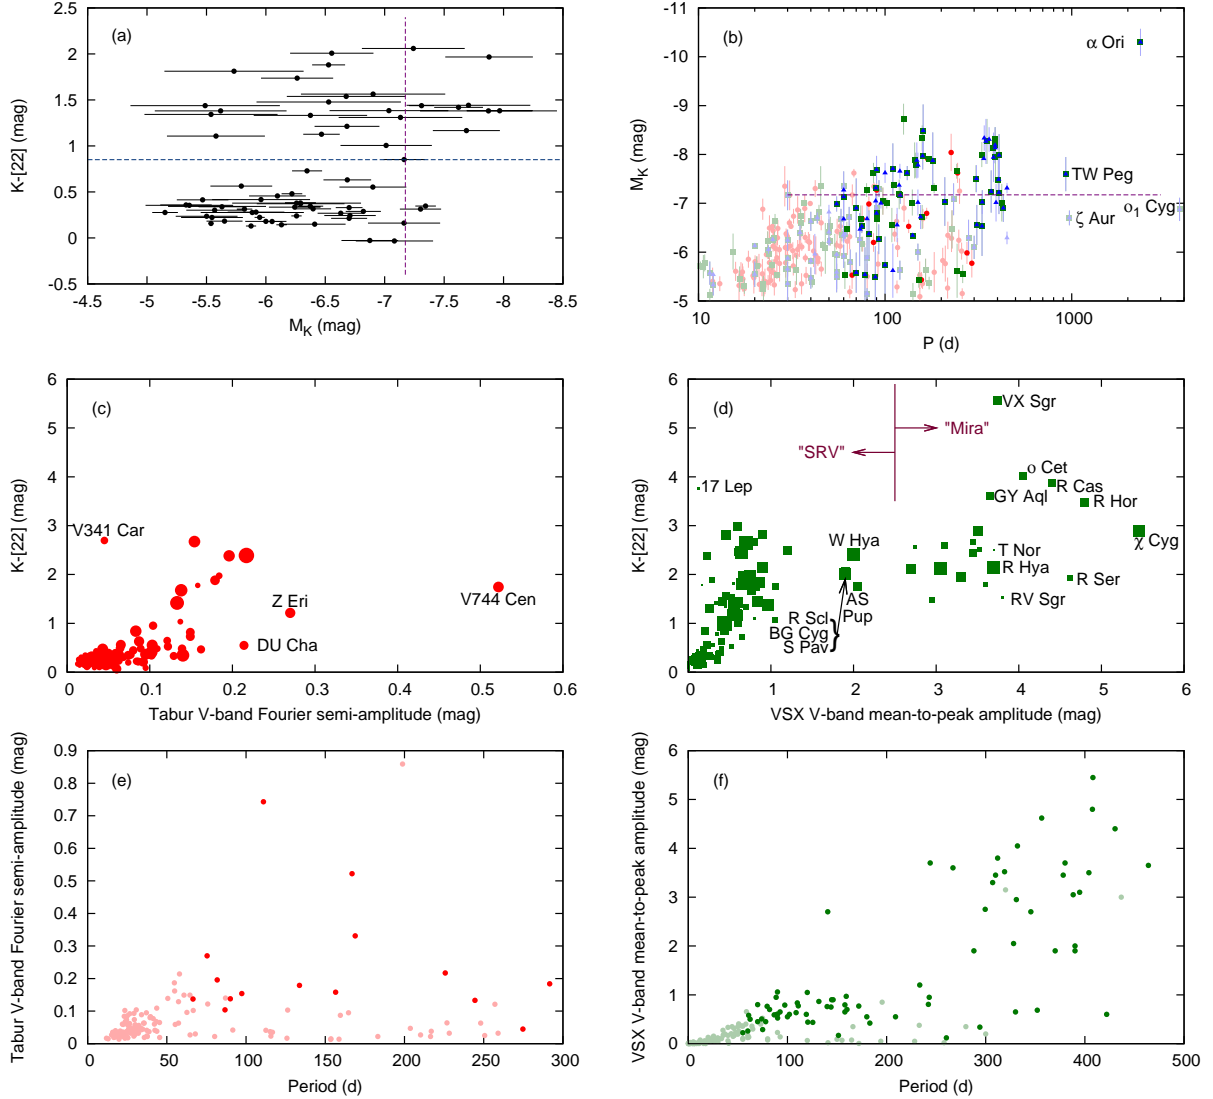 (a)
K-[22] (mag)
2.5
2
1.5
1
0.5
0
-0.5
-4.5 -5 -5.5 -6 -6.5 -7 -7.5 -8 -8.5
M_K (mag)
(b)
M_K (mag)
-11
-10
-9
-8
-7
-6
-5
α Ori
TW Peg
ο1 Cyg
ζ Aur
10 100 1000
P (d)
(c)
K-[22] (mag)
6
5
4
3
2
1
0
V341 Car
Z Eri
V744 Cen
DU Cha
0 0.1 0.2 0.3 0.4 0.5 0.6
Tabur V-band Fourier semi-amplitude (mag)
(d)
K-[22] (mag)
6
5
4
3
2
1
0
VX Sgr
"Mira"
"SRV"
ο Cet
17 Lep
R Cas
GY Aql
R Hor
W Hya
χ Cyg
T Nor
R Hya
R Ser
AS
Pup
RV Sgr
R Scl
BG Cyg
S Pav
0 1 2 3 4 5 6
VSX V-band mean-to-peak amplitude (mag)
(e)
Tabur V-band Fourier semi-amplitude (mag)
0.9
0.8
0.7
0.6
0.5
0.4
0.3
0.2
0.1
0
0 50 100 150 200 250 300
Period (d)
(f)
VSX V-band mean-to-peak amplitude (mag)
6
5
4
3
2
1
0
0 100 200 300 400 500
Period (d)